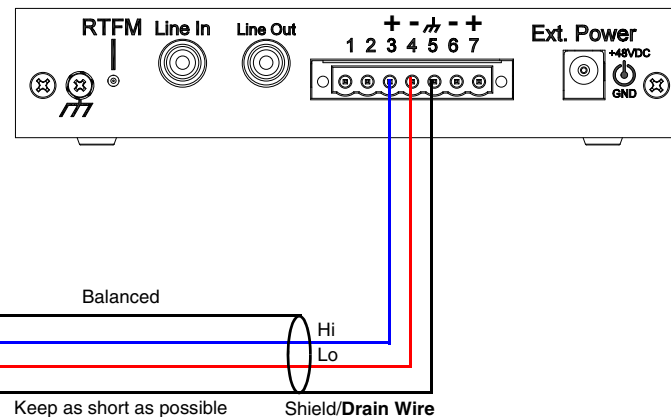 RTFM Line In Line Out + - - + Ext. Power
1 2 3 4 5 6 7
+48VDC
GND
Balanced
Hi
Lo
Keep as short as possible Shield/Drain Wire